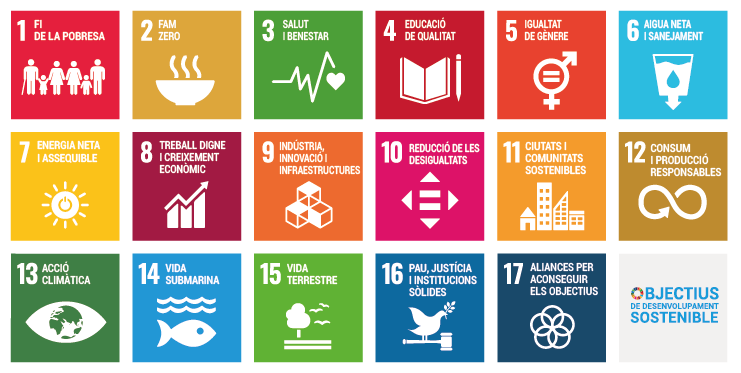 1 FI
DE LA POBRESA
2 FAM
ZERO
3 SALUT
I BENESTAR
4 EDUCACIÓ
DE QUALITAT
5 IGUALTAT
DE GÈNERE
6 AIGUA NETA
I SANEJAMENT
7 ENERGIA NETA
I ASSEQUIBLE
8 TREBALL DIGNE
I CREIXEMENT
ECONÒMIC
9 INDÚSTRIA,
INNOVACIÓ I
INFRAESTRUCTURES
10 REDUCCIÓ DE LES
DESIGUALTATS
11 CIUTATS I
COMUNITATS
SOSTENIBLES
12 CONSUM
I PRODUCCIÓ
RESPONSABLES
13 ACCIÓ
CLIMÀTICA
14 VIDA
SUBMARINA
15 VIDA
TERRESTRE
16 PAU, JUSTÍCIA
I INSTITUCIONS
SÒLIDES
17 ALIANCES PER
ACONSEGUIR
ELS OBJECTIUS
OBJECTIUS
DE DESENVOLUPAMENT
SOSTENIBLE